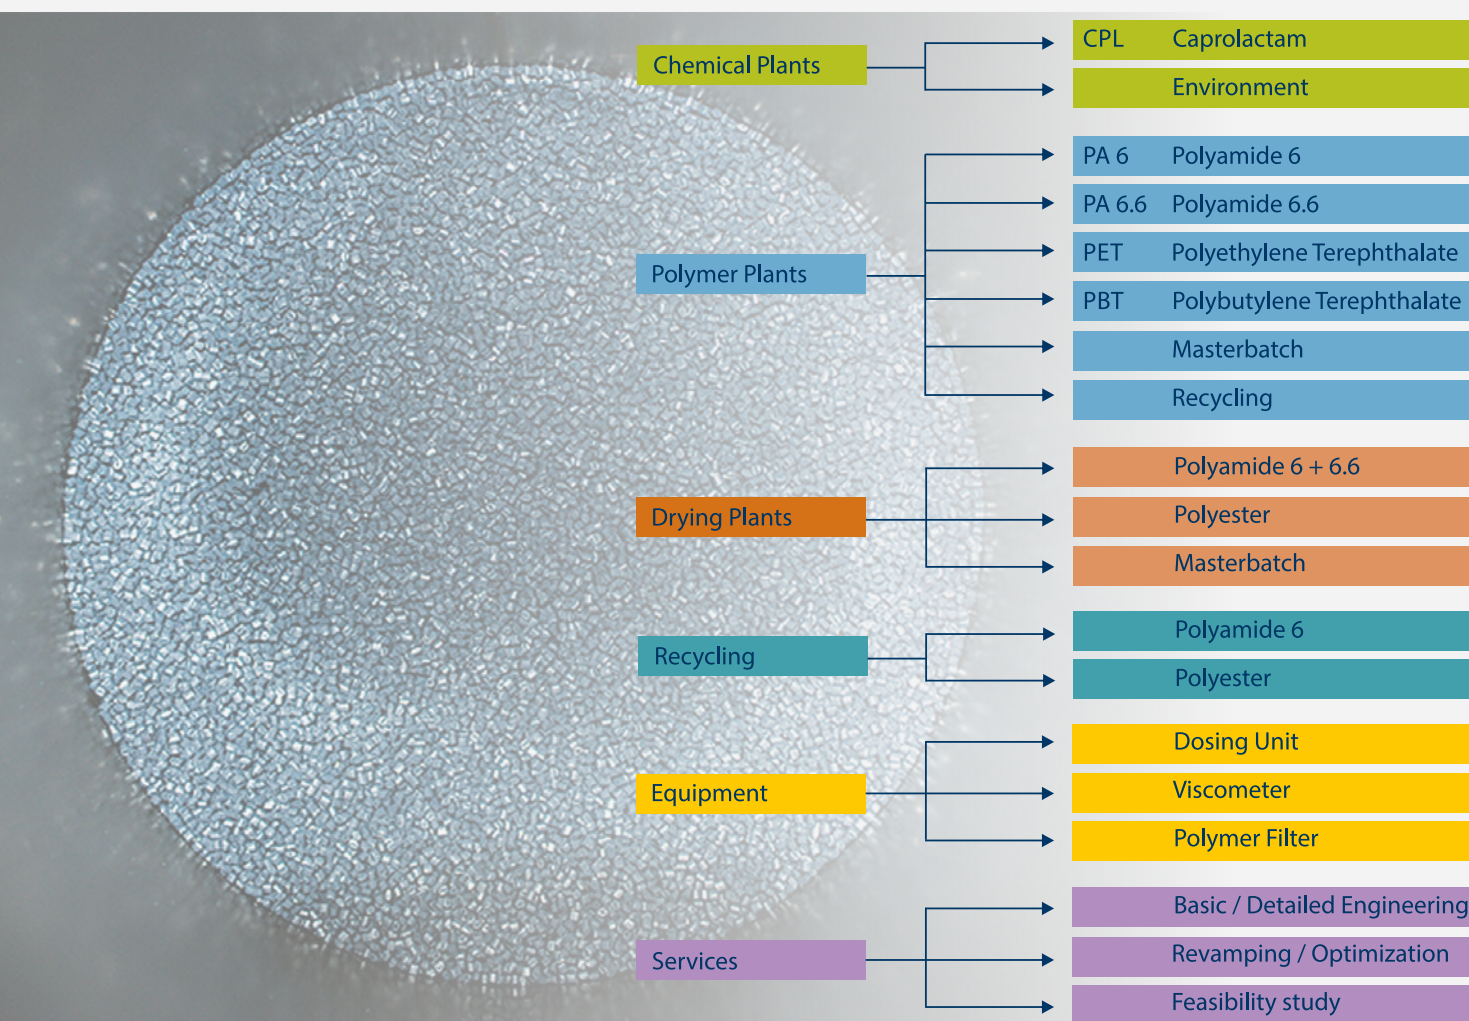 Chemical Plants
CPL Caprolactam
Environment
Polymer Plants
PA 6 Polyamide 6
PA 6.6 Polyamide 6.6
PET Polyethylene Terephthalate
PBT Polybutylene Terephthalate
Masterbatch
Recycling
Drying Plants
Polyamide 6 + 6.6
Polyester
Masterbatch
Recycling
Polyamide 6
Polyester
Equipment
Dosing Unit
Viscometer
Polymer Filter
Services
Basic / Detailed Engineering
Revamping / Optimization
Feasibility study